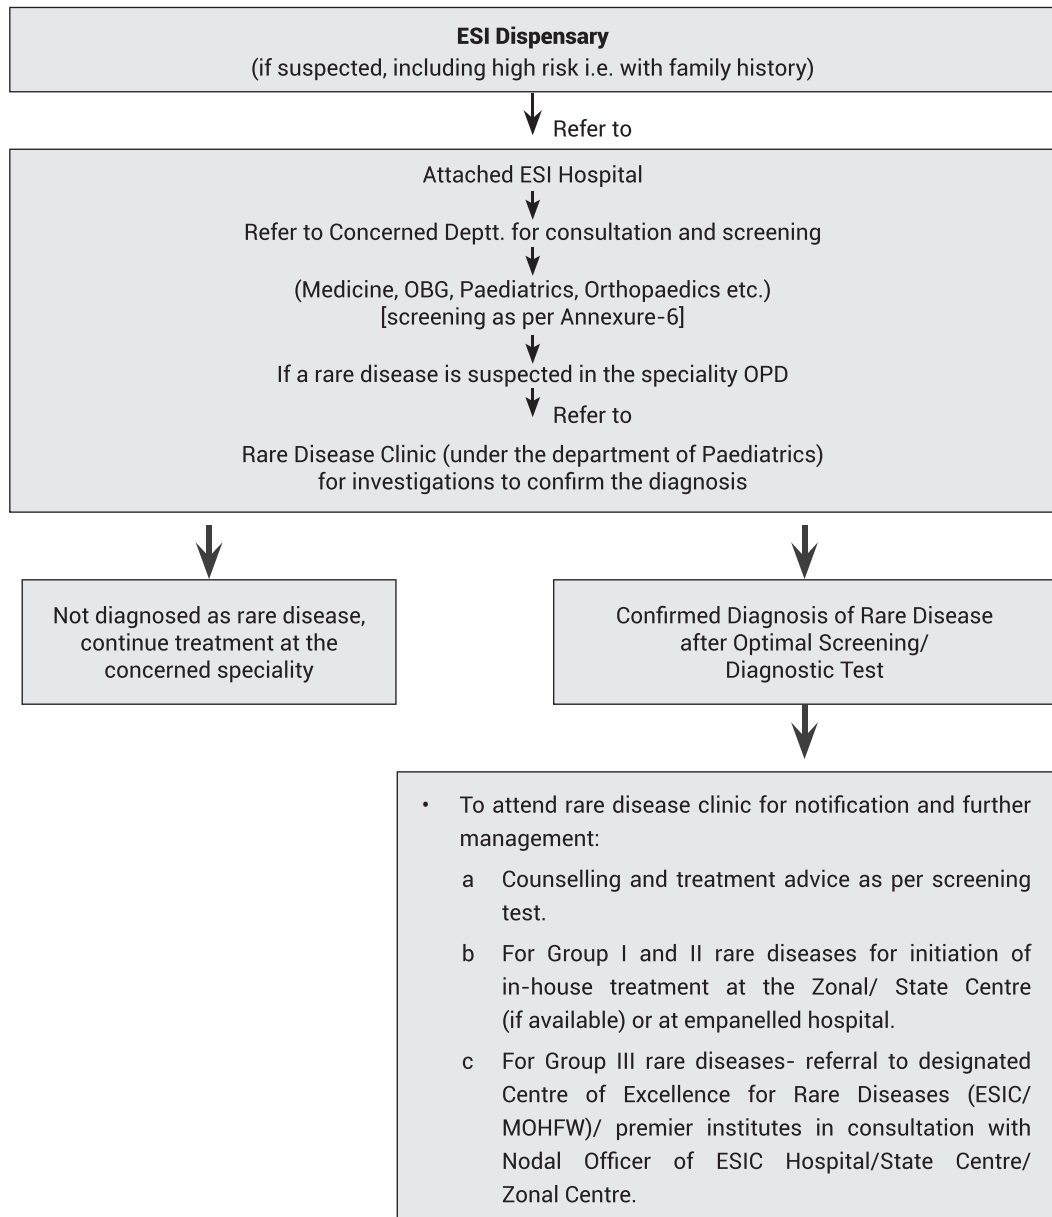 ESI Dispensary
(if suspected, including high risk i.e. with family history)
Refer to
Attached ESI Hospital
Refer to Concerned Deptt. for consultation and screening
(Medicine, OBG, Paediatrics, Orthopaedics etc.)
[screening as per Annexure-6]
If a rare disease is suspected in the speciality OPD
Refer to
Rare Disease Clinic (under the department of Paediatrics)
for investigations to confirm the diagnosis
Not diagnosed as rare disease,
continue treatment at the
concerned speciality
Confirmed Diagnosis of Rare Disease
after Optimal Screening/
Diagnostic Test
• To attend rare disease clinic for notification and further
management:
a Counselling and treatment advice as per screening
test.
b For Group I and II rare diseases for initiation of
in-house treatment at the Zonal/ State Centre
(if available) or at empanelled hospital.
c For Group III rare diseases- referral to designated
Centre of Excellence for Rare Diseases (ESIC/
MOHFW)/ premier institutes in consultation with
Nodal Officer of ESIC Hospital/State Centre/
Zonal Centre.